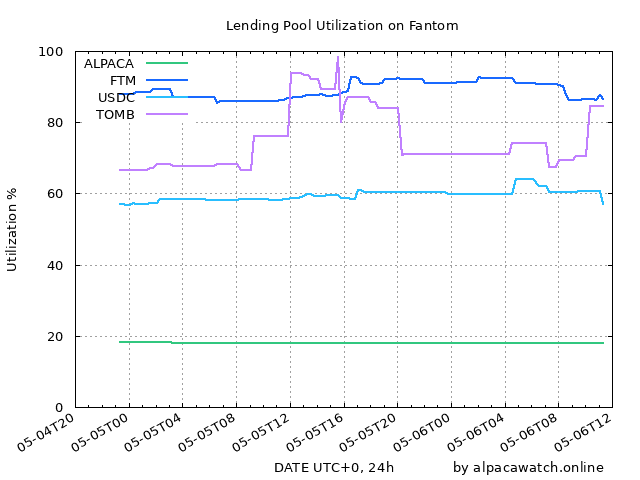 Lending Pool Utilization on Fantom
Utilization %
100
80
60
40
20
0
ALPACA
FTM
USDC
TOMB
05-04T20
05-05T00
05-05T04
05-05T08
05-05T12
05-05T16
05-05T20
05-06T00
05-06T04
05-06T08
05-06T12
DATE UTC+0, 24h
by alpacawatch.online